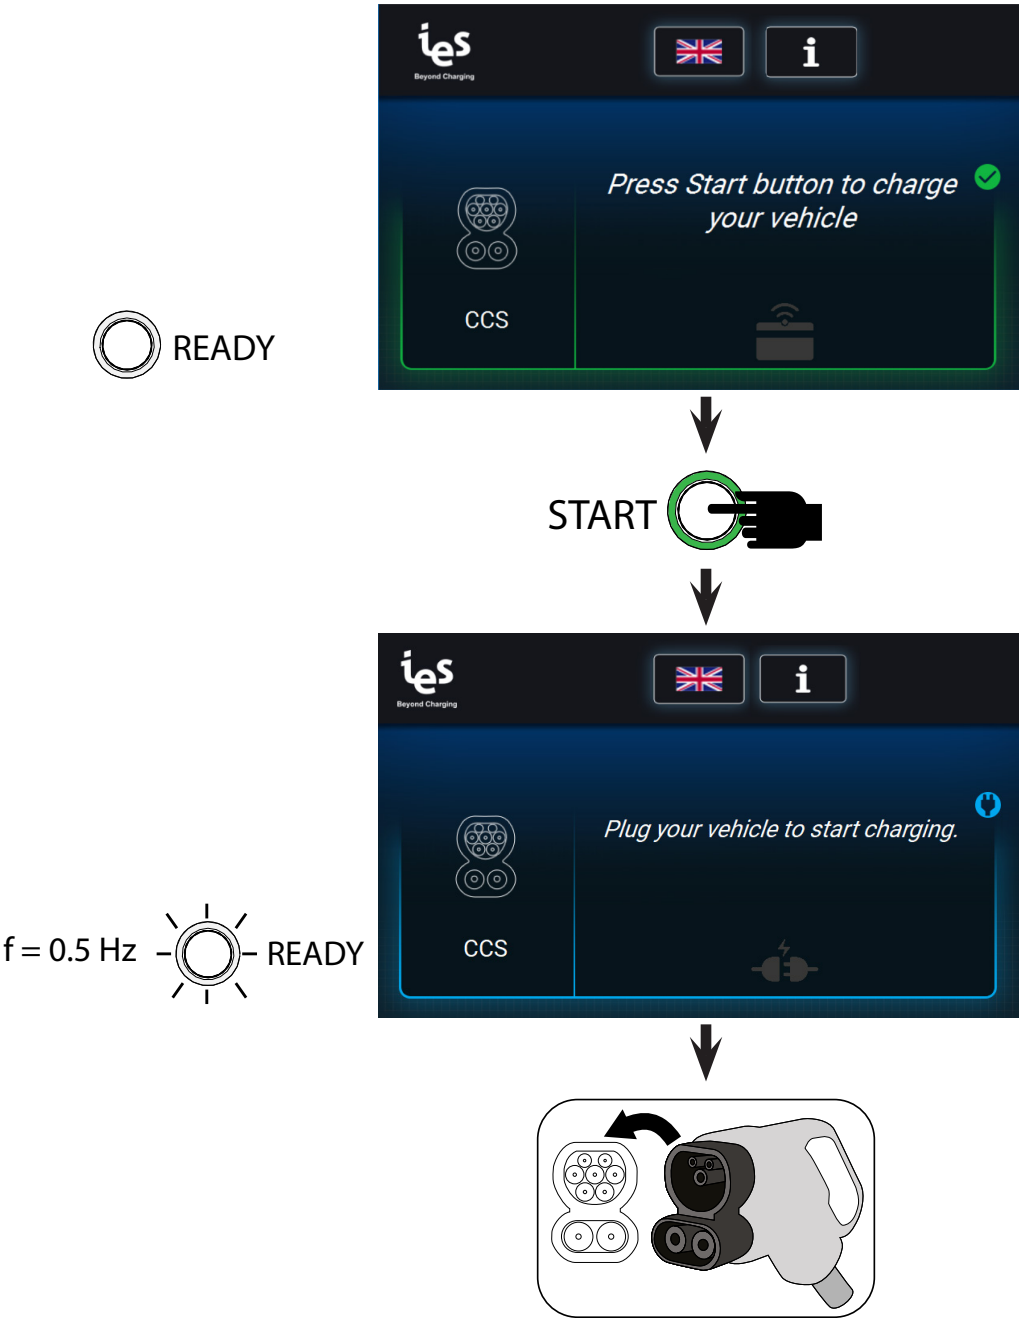 ies
Beyond Charging
i
Press Start button to charge
your vehicle
CCS
READY
START
ies
Beyond Charging
i
Plug your vehicle to start charging.
f = 0.5 Hz
READY
CCS